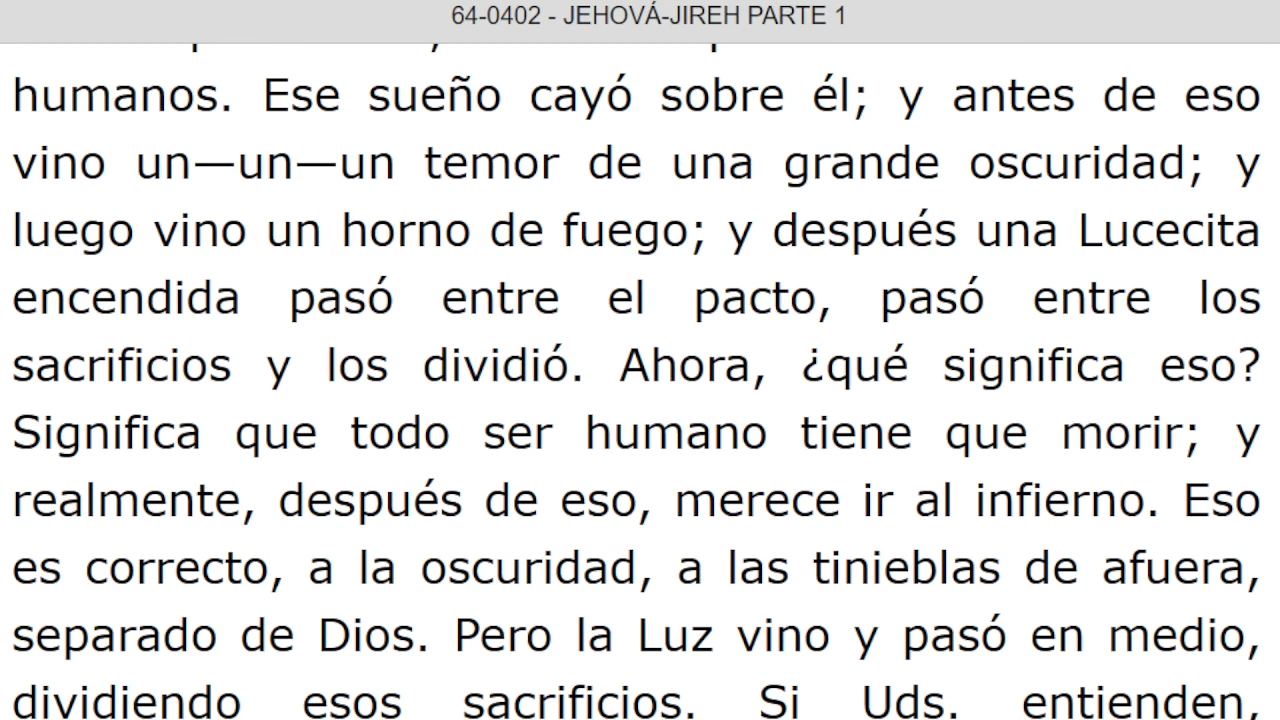 64-0402 - JEHOVÁ-JIREH PARTE 1
humanos. Ese sueño cayó sobre él; y antes de eso
vino un—un—un temor de una grande oscuridad; y
luego vino un horno de fuego; y después una Lucecita
encendida pasó entre el pacto, pasó entre los
sacrificios y los dividió. Ahora, ¿qué significa eso?
Significa que todo ser humano tiene que morir; y
realmente, después de eso, merece ir al infierno. Eso
es correcto, a la oscuridad, a las tinieblas de afuera,
separado de Dios. Pero la Luz vino y pasó en medio,
dividiendo esos sacrificios. Si Uds. entienden,